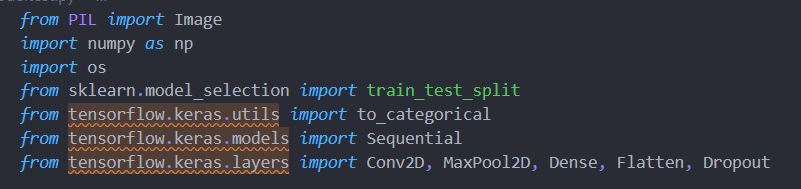 from PIL import Image
import numpy as np
import os
from sklearn.model_selection import train_test_split
from tensorflow.keras.utils import to_categorical
from tensorflow.keras.models import Sequential
from tensorflow.keras.layers import Conv2D, MaxPool2D, Dense, Flatten, Dropout